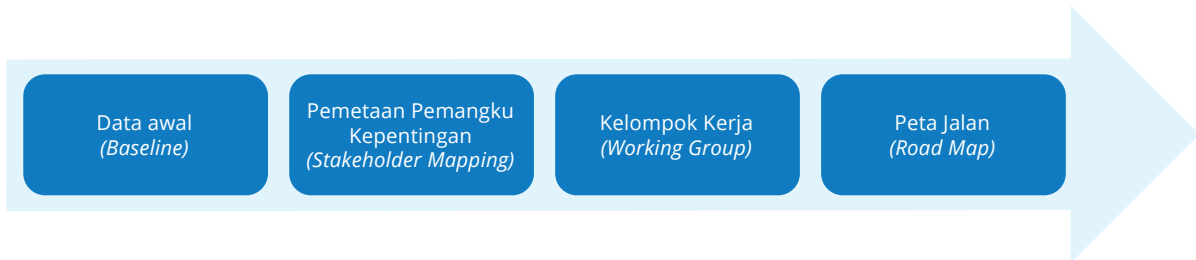 Data awal
(Baseline)
Pemetaan Pemangku
Kepentingan
(Stakeholder Mapping)
Kelompok Kerja
(Working Group)
Peta Jalan
(Road Map)